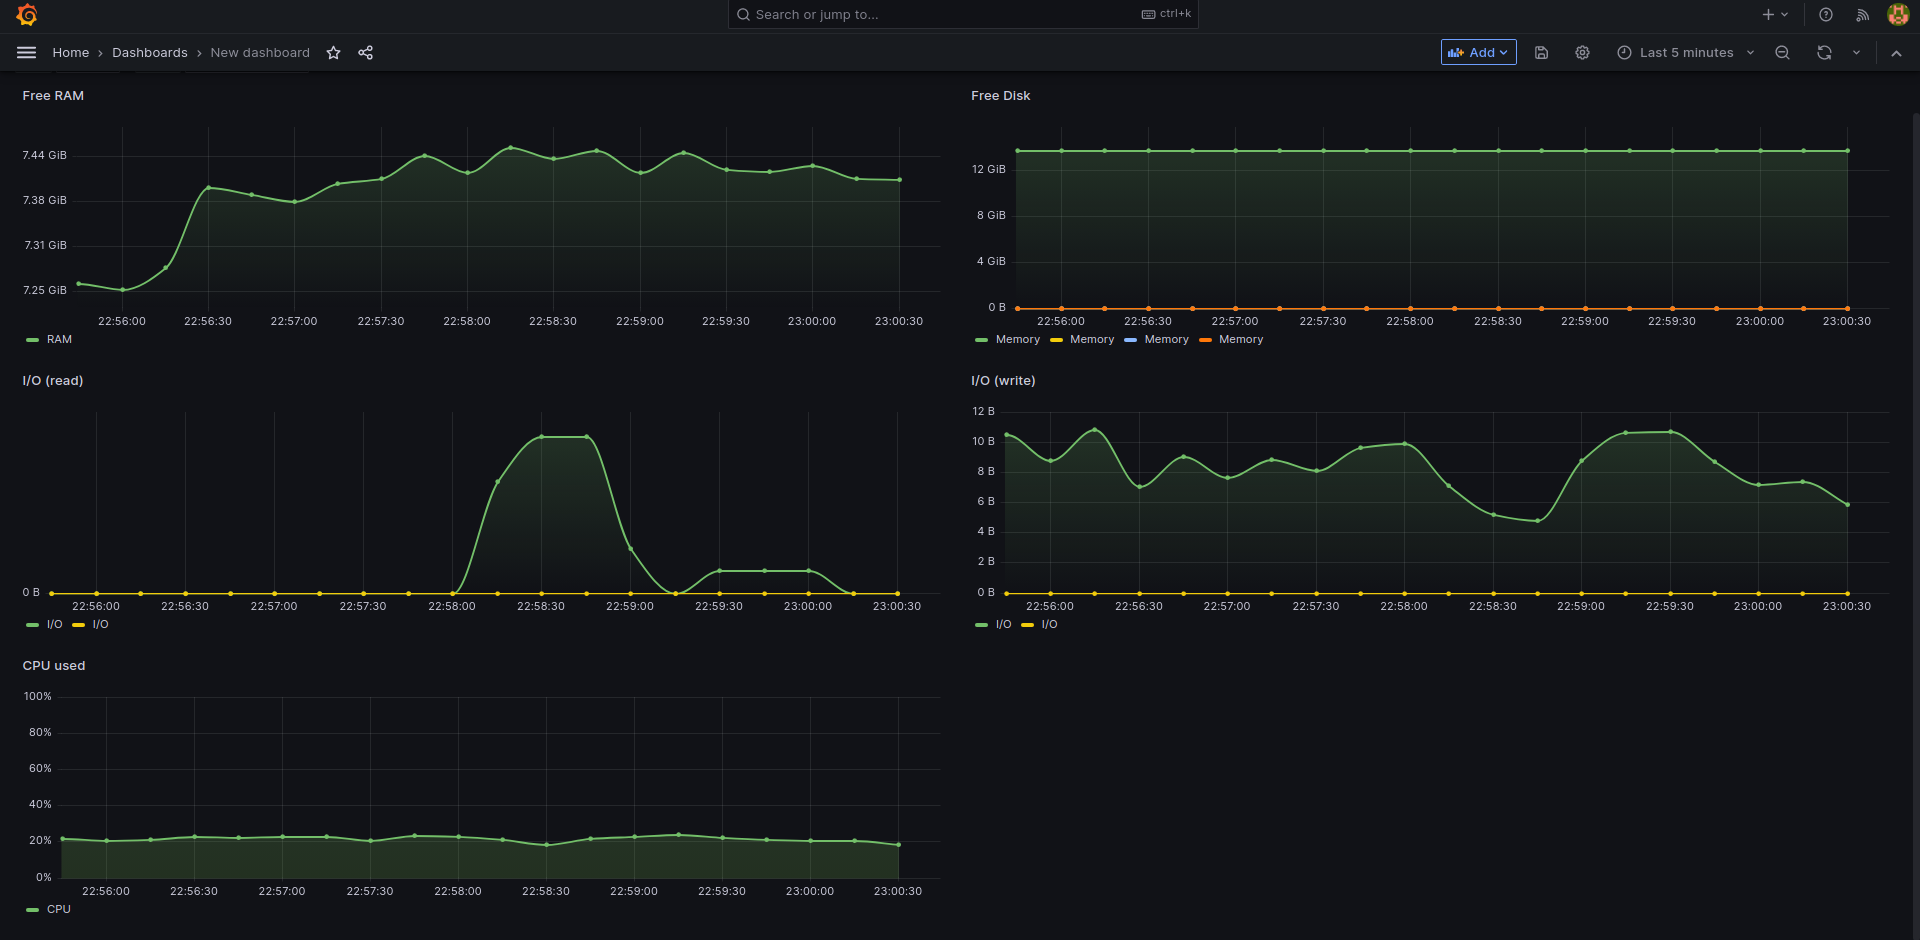 Search or jump to... ctrl+k
Home › Dashboards › New dashboard Add Last 5 minutes
Free RAM
7.44 GiB
7.38 GiB
7.31 GiB
7.25 GiB
22:56:00 22:56:30 22:57:00 22:57:30 22:58:00 22:58:30 22:59:00 22:59:30 23:00:00 23:00:30
RAM
Free Disk
12 GiB
8 GiB
4 GiB
0 B
22:56:00 22:56:30 22:57:00 22:57:30 22:58:00 22:58:30 22:59:00 22:59:30 23:00:00 23:00:30
Memory Memory Memory Memory
I/O (read)
0 B
22:56:00 22:56:30 22:57:00 22:57:30 22:58:00 22:58:30 22:59:00 22:59:30 23:00:00 23:00:30
I/O I/O
I/O (write)
12 B
10 B
8 B
6 B
4 B
2 B
0 B
22:56:00 22:56:30 22:57:00 22:57:30 22:58:00 22:58:30 22:59:00 22:59:30 23:00:00 23:00:30
I/O I/O
CPU used
100%
80%
60%
40%
20%
0%
22:56:00 22:56:30 22:57:00 22:57:30 22:58:00 22:58:30 22:59:00 22:59:30 23:00:00 23:00:30
CPU